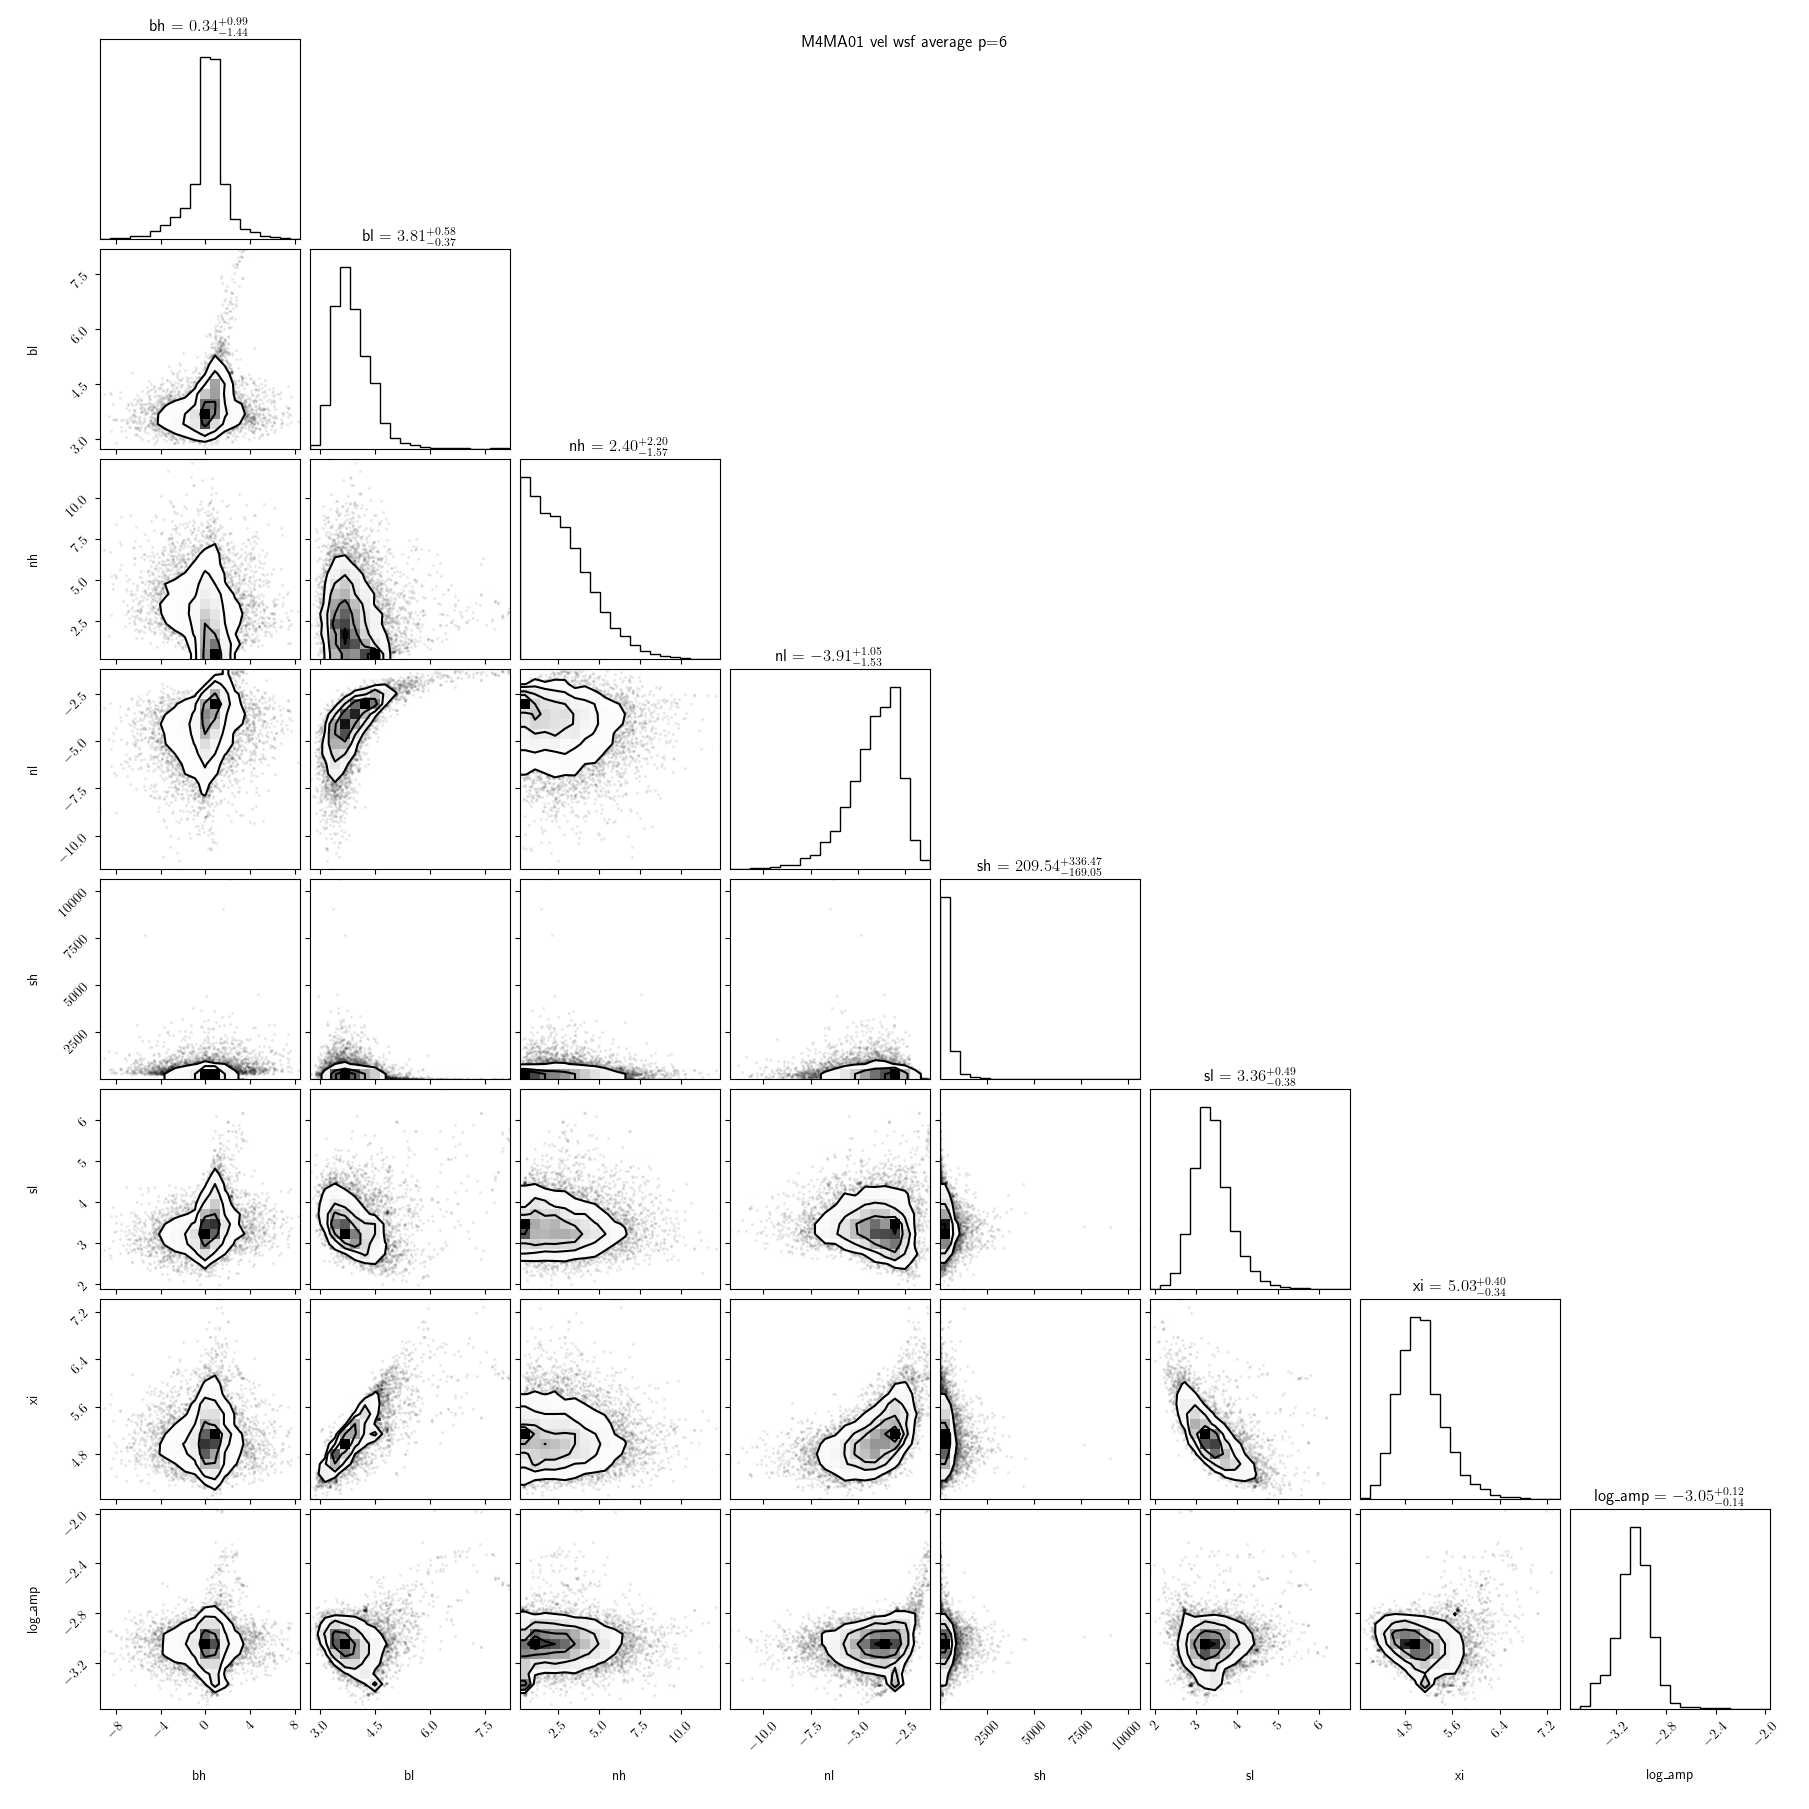 M4MA01 vel wsf average p=6
bh = 0.34^{+0.99}_{-1.44}
bl = 3.81^{+0.58}_{-0.37}
nh = 2.40^{+2.20}_{-1.57}
nl = −3.91^{+1.05}_{-1.53}
sh = 209.54^{+336.47}_{-169.05}
sl = 3.36^{+0.49}_{-0.38}
xi = 5.03^{+0.40}_{-0.34}
log_amp = −3.05^{+0.12}_{-0.14}
bl
7.5
6.0
4.5
3.0
nh
10.0
7.5
5.0
2.5
nl
−2.5
−5.0
−7.5
−10.0
sh
10000
7500
5000
2500
sl
6
5
4
3
2
xi
7.2
6.4
5.6
4.8
log_amp
−2.0
−2.4
−2.8
−3.2
−8 −4 0 4 8
3.0 4.5 6.0 7.5
2.5 5.0 7.5 10.0
−10.0 −7.5 −5.0 −2.5
2500 5000 7500 10000
2 3 4 5 6
4.8 5.6 6.4 7.2
−3.2 −2.8 −2.4 −2.0
bh bl nh nl sh sl xi log_amp